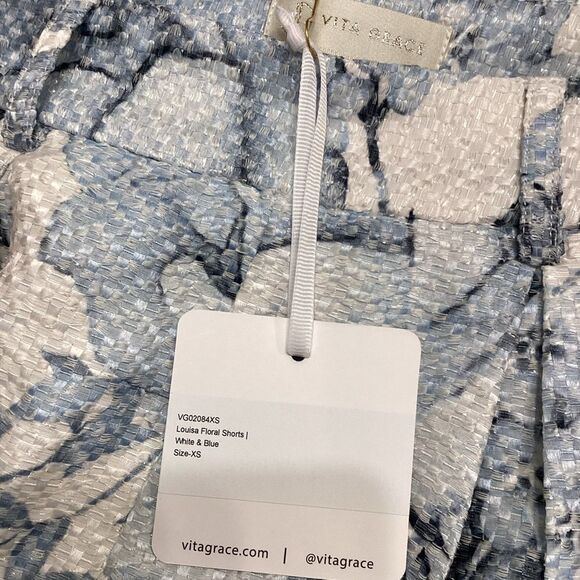 VITA GRACE
VG02084XS
Louisa Floral Shorts |
White & Blue
Size-XS
vitagrace.com | @vitagrace